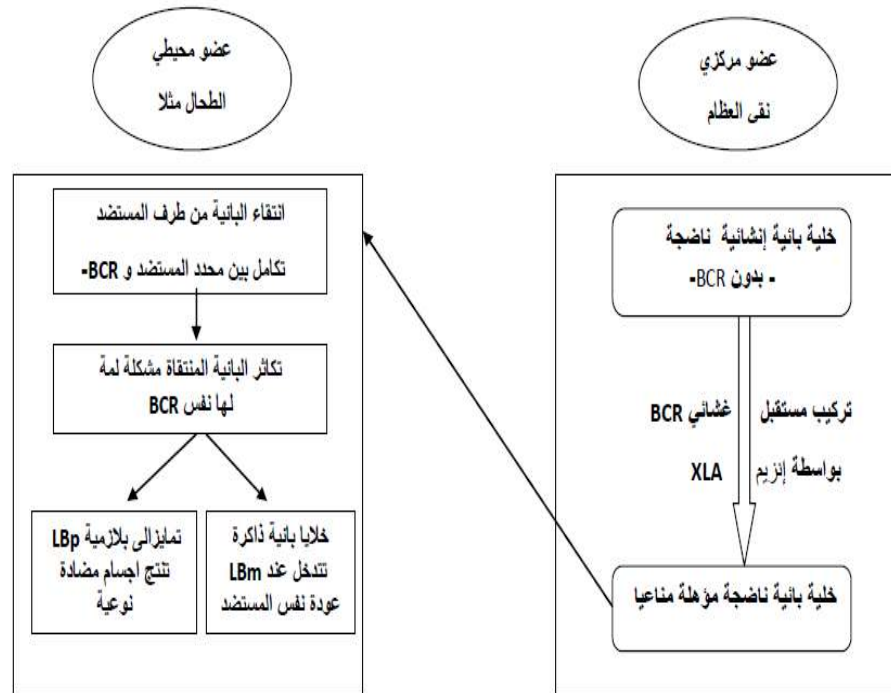 عضو مركزي
نقى العظام
خلية بائية إنشائية ناضجة
- بدون BCR-
تركيب مستقبل غشائي BCR
بواسطة إنزيم XLA
خلية بائية ناضجة مؤهلة مناعيا
عضو محيطي
الطحال مثلا
انتقاء البائية من طرف المستضد
تكامل بين محدد المستضد و BCR-
تكاثر البائية المنتقاة مشكلة لمة
لها نفس BCR
خلايا بائية ذاكرة
تتدخل عند LBm
عودة نفس المستضد
تمايزالى بلازمية LBp
تنتج اجسام مضادة
نوعية